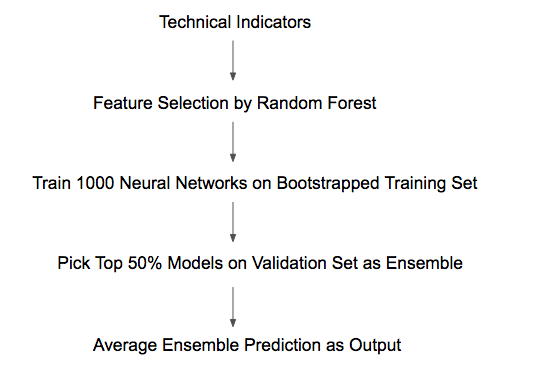 Technical Indicators
Feature Selection by Random Forest
Train 1000 Neural Networks on Bootstrapped Training Set
Pick Top 50% Models on Validation Set as Ensemble
Average Ensemble Prediction as Output